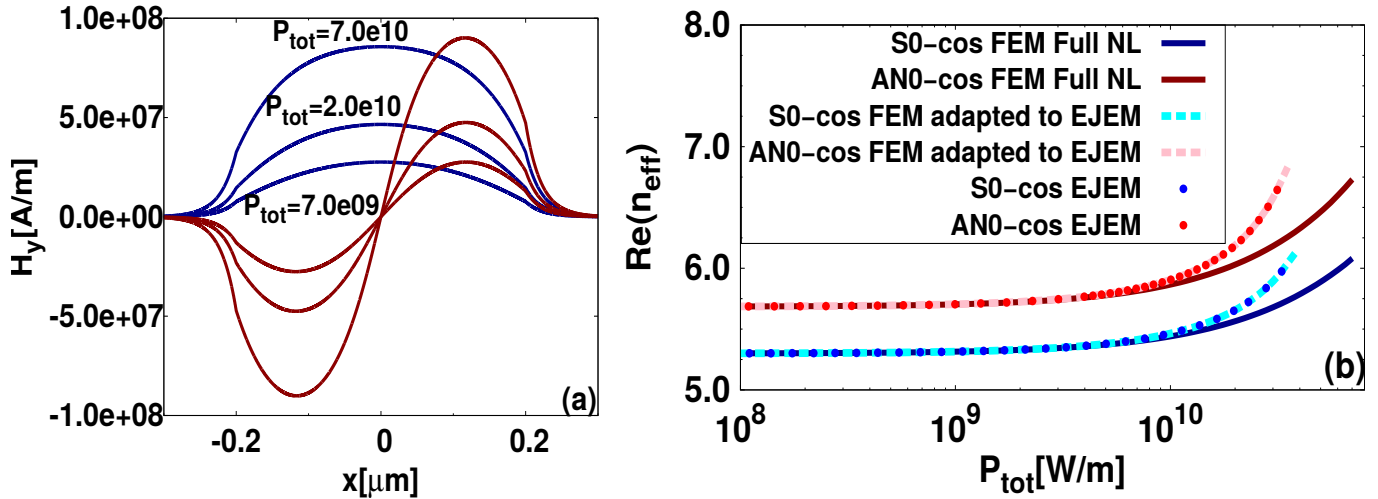 1.0e+08
5.0e+07
0.0e+00
-5.0e+07
-1.0e+08
H_y[A/m]
P_tot=7.0e10
P_tot=2.0e10
P_tot=7.0e09
(a)
-0.2
0
0.2
x[μm]
8.0
7.0
6.0
5.0
Re(n_eff)
S0-cos FEM Full NL
AN0-cos FEM Full NL
S0-cos FEM adapted to EJEM
AN0-cos FEM adapted to EJEM
S0-cos EJEM
AN0-cos EJEM
(b)
10^8
10^9
10^10
P_tot[W/m]